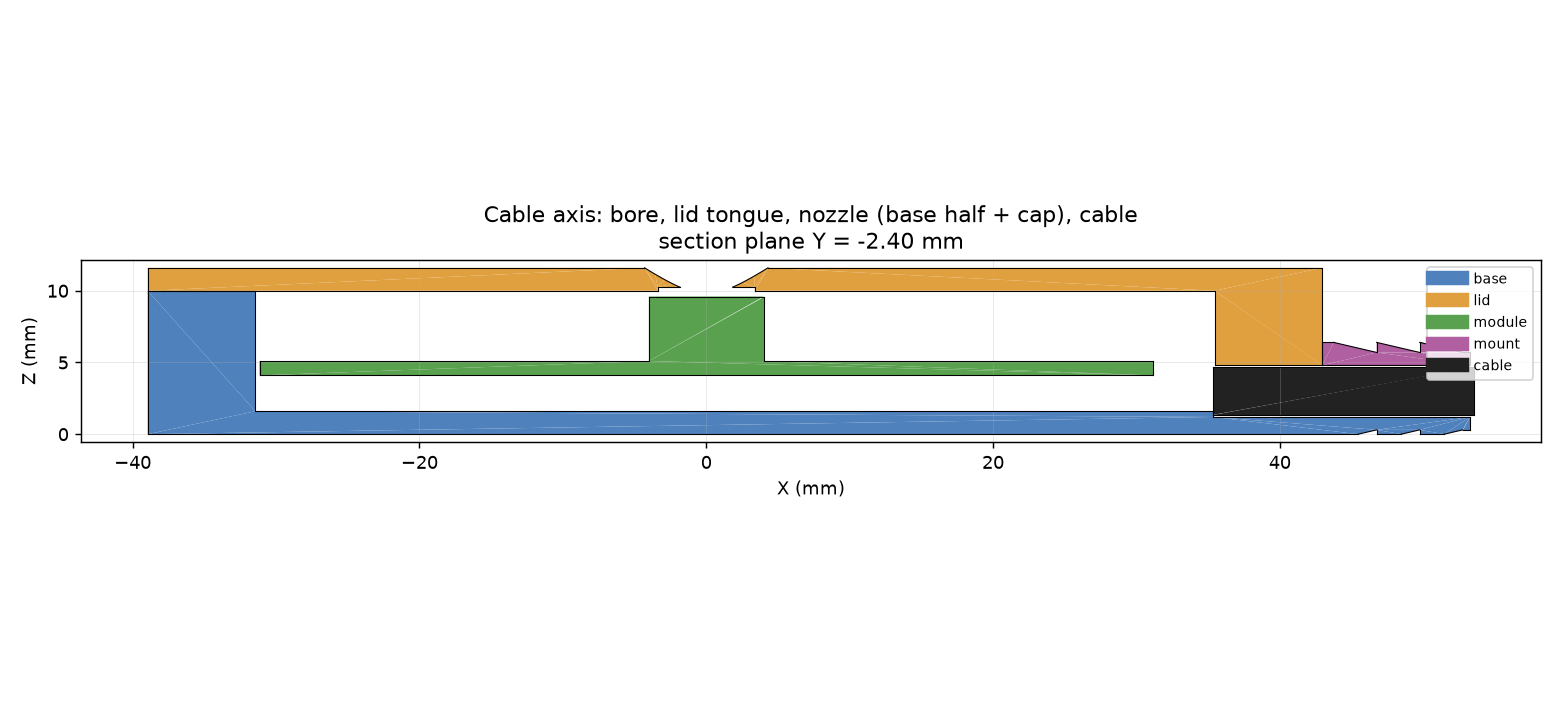 Cable axis: bore, lid tongue, nozzle (base half + cap), cable
section plane Y = -2.40 mm
10
5
0
Z (mm)
−40
−20
0
20
40
X (mm)
base
lid
module
mount
cable